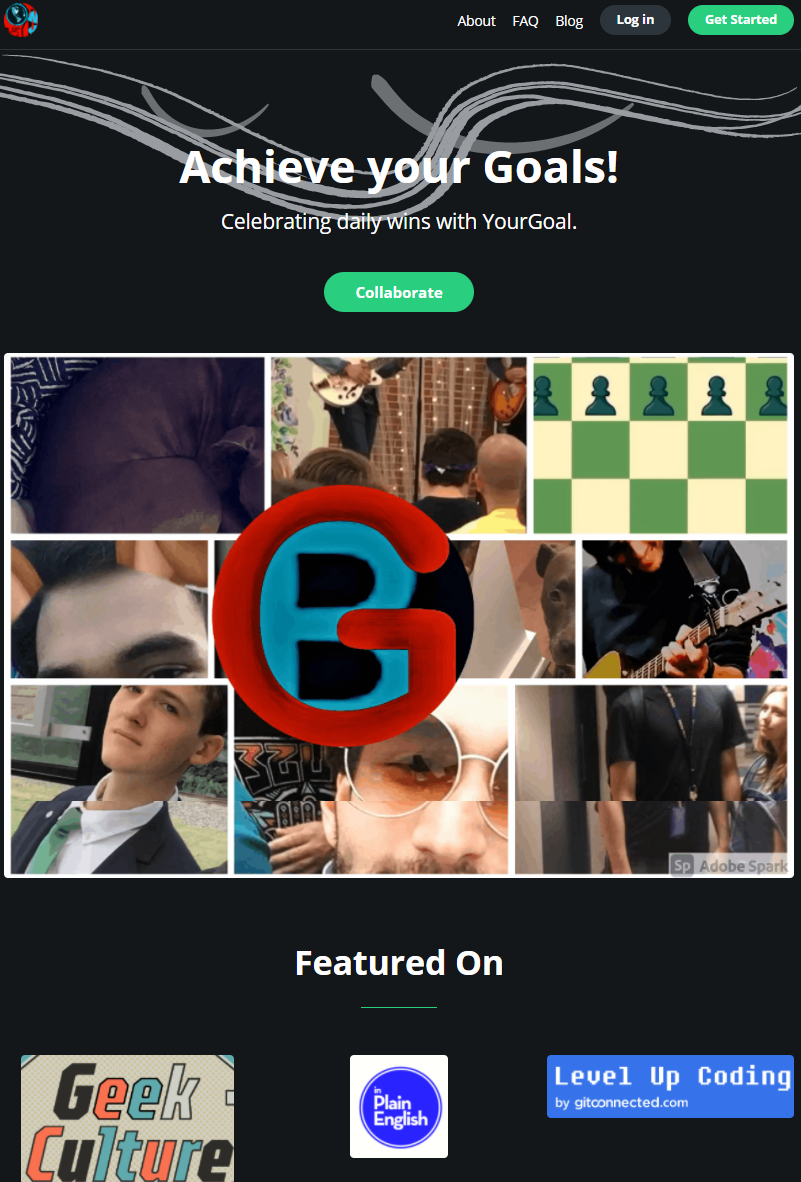 About FAQ Blog Log in Get Started
Achieve your Goals!
Celebrating daily wins with YourGoal.
Collaborate
B G
Sp Adobe Spark
Featured On
Geek
Culture
in
Plain
English
Level Up Coding
by gitconnected.com